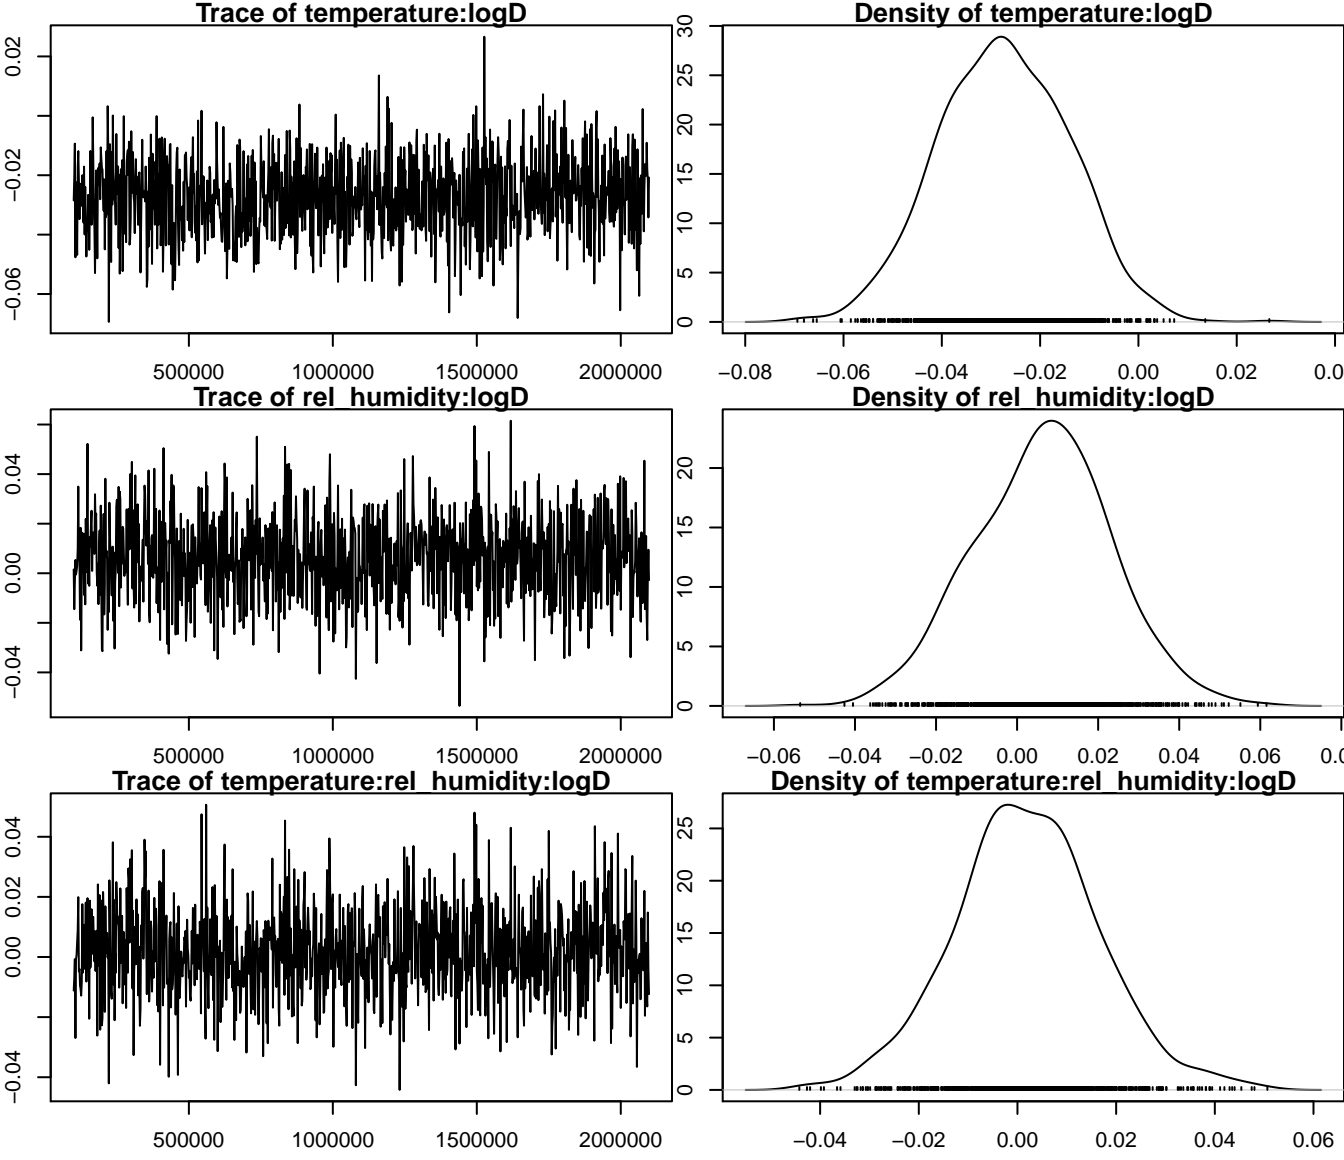 Trace of temperature:logD
Density of temperature:logD
0.02
−0.02
−0.06
500000 1000000 1500000 2000000
30
25
20
15
10
5
0
−0.08 −0.06 −0.04 −0.02 0.00 0.02 0.0
Trace of rel_humidity:logD
Density of rel_humidity:logD
0.04
0.00
−0.04
500000 1000000 1500000 2000000
20
15
10
5
0
−0.06 −0.04 −0.02 0.00 0.02 0.04 0.06 0.0
Trace of temperature:rel_humidity:logD
Density of temperature:rel_humidity:logD
0.04
0.02
0.00
−0.04
500000 1000000 1500000 2000000
25
20
15
10
5
0
−0.04 −0.02 0.00 0.02 0.04 0.06